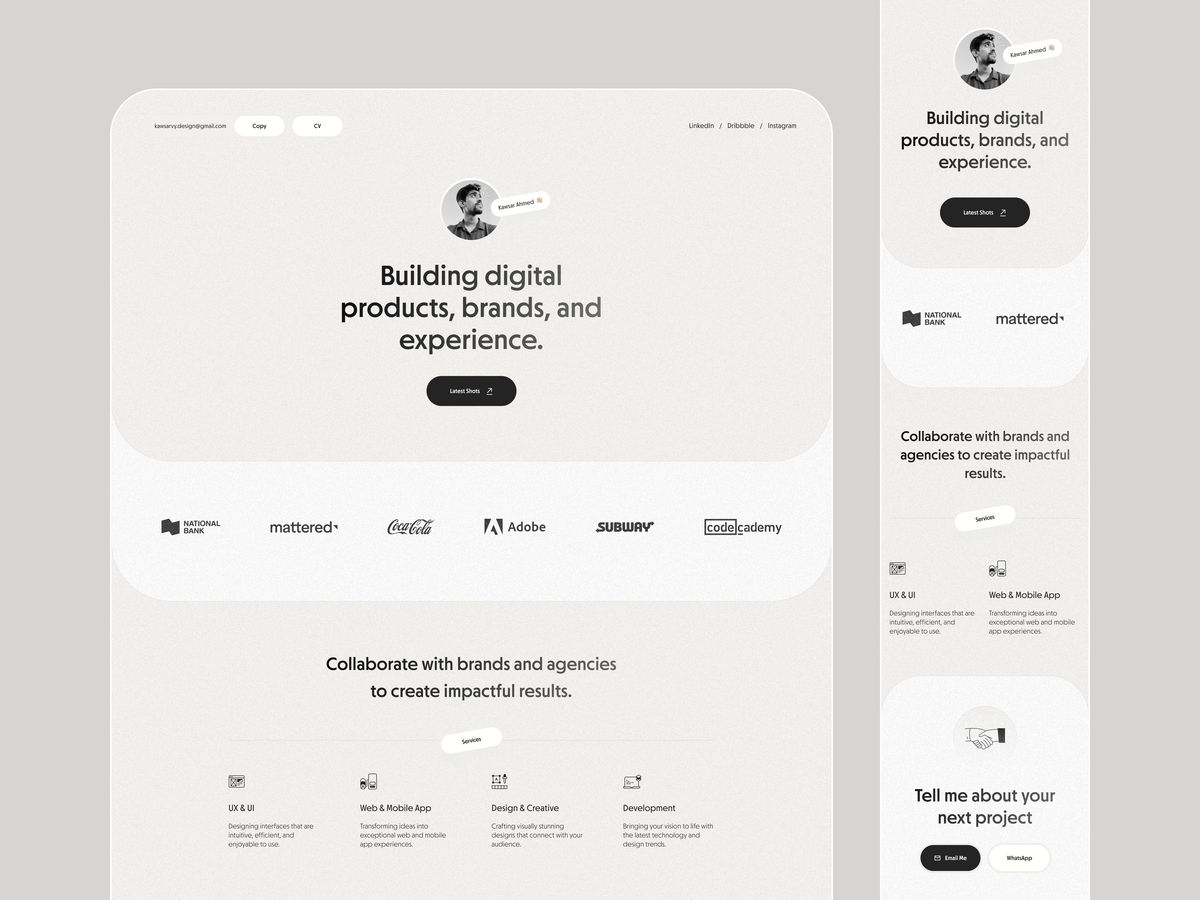 kawsarvy.design@gmail.com
Copy
CV
LinkedIn / Dribbble / Instagram
Kawsar Ahmed 👋🏼
Building digital
products, brands, and
experience.
Latest Shots
NATIONAL
BANK
mattered
Coca-Cola
Adobe
SUBWAY
codecademy
Collaborate with brands and agencies
to create impactful results.
Services
UX & UI
Designing interfaces that are
intuitive, efficient, and
enjoyable to use.
Web & Mobile App
Transforming ideas into
exceptional web and mobile
app experiences.
Design & Creative
Crafting visually stunning
designs that connect with your
audience.
Development
Bringing your vision to life with
the latest technology and
design trends.
Kawsar Ahmed 👋🏼
Building digital
products, brands, and
experience.
Latest Shots
NATIONAL
BANK
mattered
Collaborate with brands and
agencies to create impactful
results.
Services
UX & UI
Designing interfaces that are
intuitive, efficient, and
enjoyable to use.
Web & Mobile App
Transforming ideas into
exceptional web and mobile
app experiences.
Tell me about your
next project
Email Me
WhatsApp